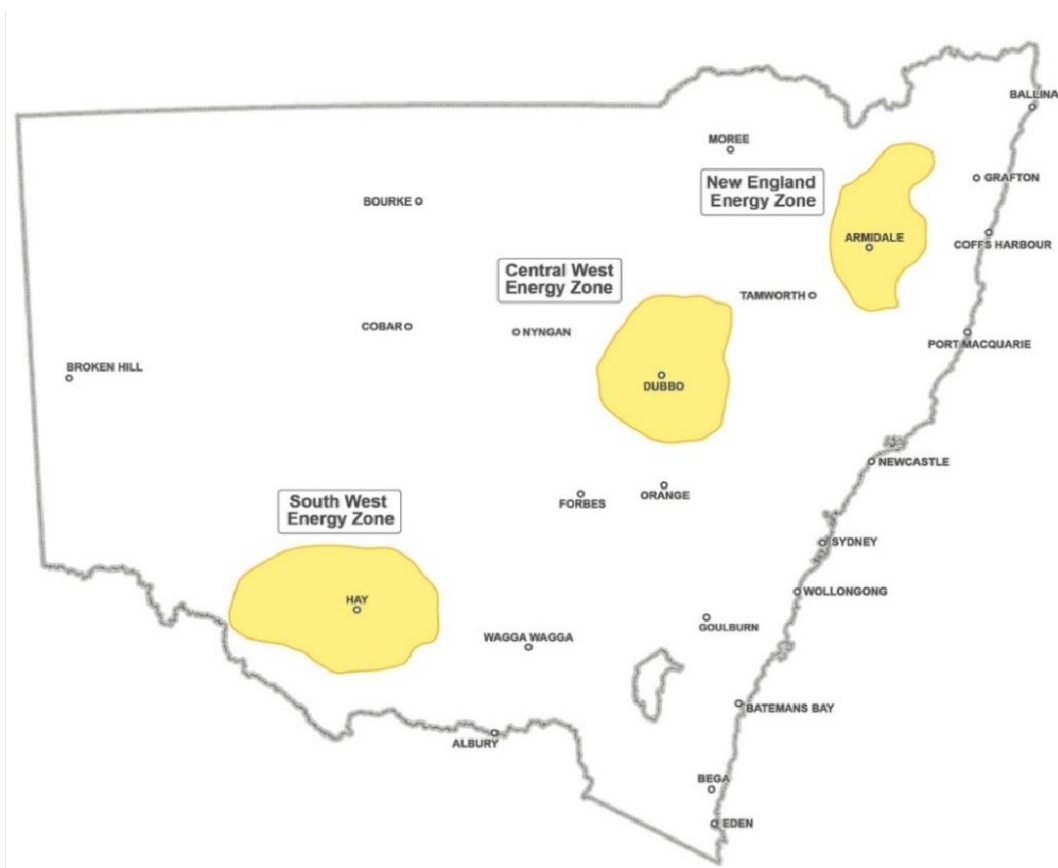 BALLINA
MOREE
New England
Energy Zone
GRAFTON
BOURKE
ARMIDALE
COFFS HARBOUR
Central West
Energy Zone
TAMWORTH
COBAR
NYNGAN
PORT MACQUARIE
BROKEN HILL
DUBBO
NEWCASTLE
South West
Energy Zone
FORBES
ORANGE
SYDNEY
WOLLONGONG
HAY
GOULBURN
WAGGA WAGGA
BATEMANS BAY
ALBURY
BEGA
EDEN